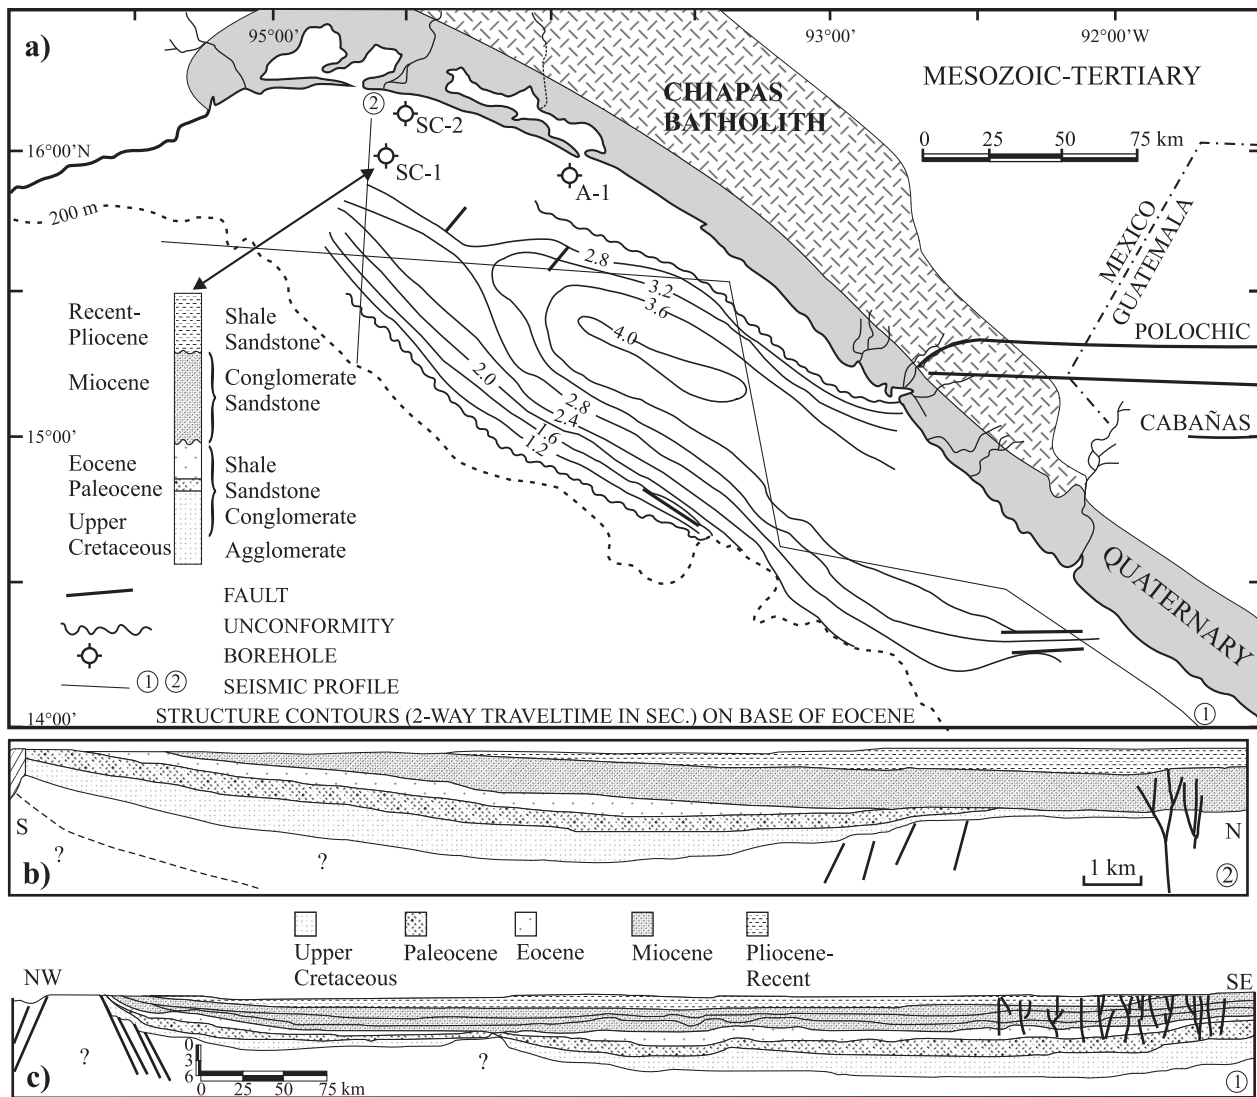 a)
95°00'
93°00'
92°00'W
MESOZOIC-TERTIARY
CHIAPAS
BATHOLITH
0 25 50 75 km
2
SC-2
16°00'N
SC-1
A-1
200 m
MEXICO
GUATEMALA
2.8
3.2
3.6
4.0
POLOCHIC
Recent-
Pliocene
Shale
Sandstone
Miocene
Conglomerate
Sandstone
2.0
2.8
2.4
1.6
1.2
15°00'
CABAÑAS
Eocene
Paleocene
Shale
Sandstone
Conglomerate
Upper
Cretaceous
Agglomerate
QUATERNARY
FAULT
UNCONFORMITY
BOREHOLE
1 2 SEISMIC PROFILE
14°00'
STRUCTURE CONTOURS (2-WAY TRAVELTIME IN SEC.) ON BASE OF EOCENE
1
S
N
?
?
b)
1 km
2
Upper
Cretaceous
Paleocene
Eocene
Miocene
Pliocene-
Recent
NW
SE
?
?
0
3
6
0 25 50 75 km
c)
1